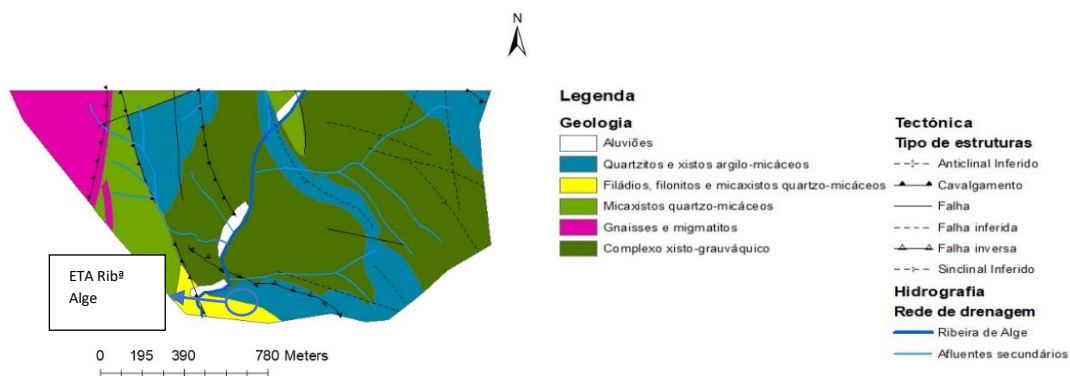 N
ETA Ribª
Alge
0 195 390 780 Meters
Legenda
Geologia
Aluviões
Quartzitos e xistos argilo-micáceos
Filádios, filonitos e micaxistos quartzo-micáceos
Micaxistos quartzo-micáceos
Gnaisses e migmatitos
Complexo xisto-grauváquico
Tectónica
Tipo de estruturas
Anticlinal Inferido
Cavalgamento
Falha
Falha inferida
Falha inversa
Sinclinal Inferido
Hidrografia
Rede de drenagem
Ribeira de Alge
Afluentes secundários